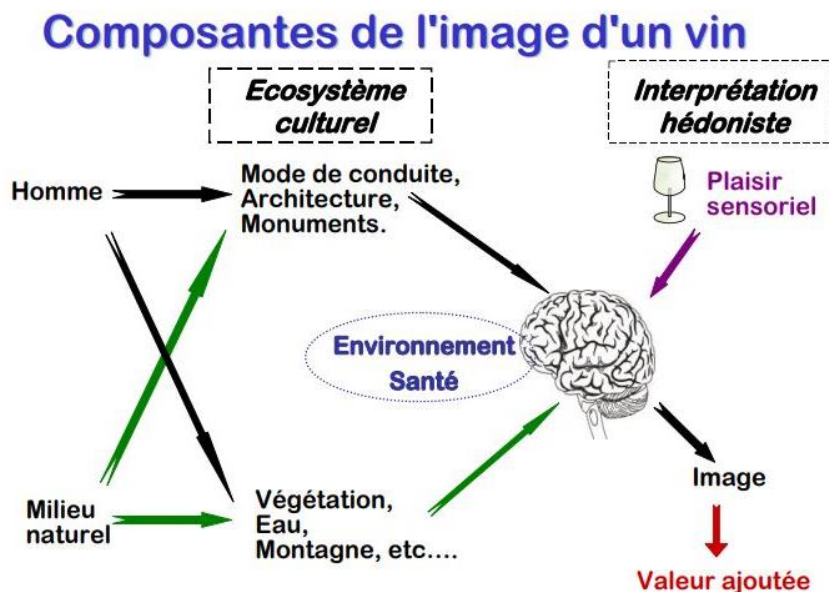 Composantes de l'image d'un vin
Ecosystème
culturel
Interprétation
hédoniste
Homme
Mode de conduite,
Architecture,
Monuments.
Plaisir
sensoriel
Environnement
Santé
Milieu
naturel
Végétation,
Eau,
Montagne, etc....
Image
Valeur ajoutée